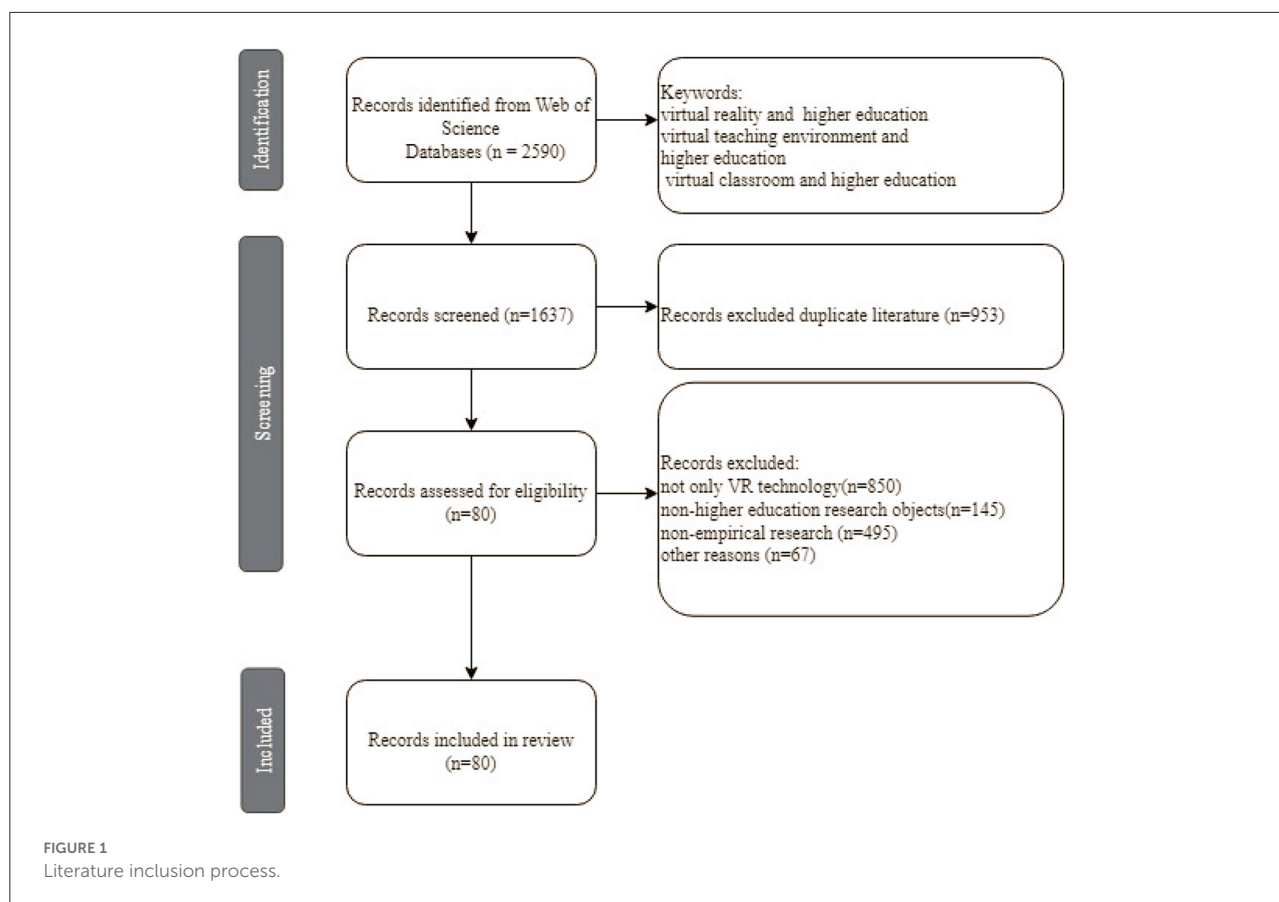 Identification
Records identified from Web of
Science
Databases (n = 2590)
Keywords:
virtual reality and higher education
virtual teaching environment and
higher education
virtual classroom and higher education
Screening
Records screened (n=1637)
Records excluded duplicate literature (n=953)
Records assessed for eligibility
(n=80)
Records excluded:
not only VR technology(n=850)
non-higher education research objects(n=145)
non-empirical research (n=495)
other reasons (n=67)
Included
Records included in review
(n=80)
FIGURE 1
Literature inclusion process.